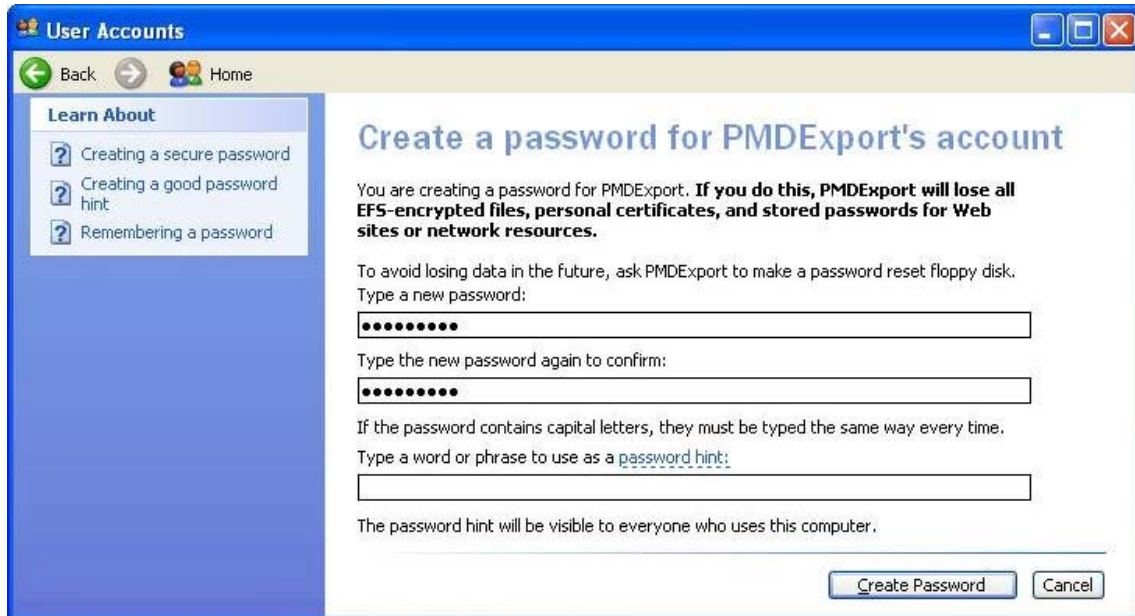 User Accounts
Back Home
Learn About
Creating a secure password
Creating a good password
hint
Remembering a password
Create a password for PMDExport's account
You are creating a password for PMDExport. If you do this, PMDExport will lose all
EFS-encrypted files, personal certificates, and stored passwords for Web
sites or network resources.
To avoid losing data in the future, ask PMDExport to make a password reset floppy disk.
Type a new password:
●●●●●●●●●
Type the new password again to confirm:
●●●●●●●●●
If the password contains capital letters, they must be typed the same way every time.
Type a word or phrase to use as a password hint:
The password hint will be visible to everyone who uses this computer.
Create Password Cancel